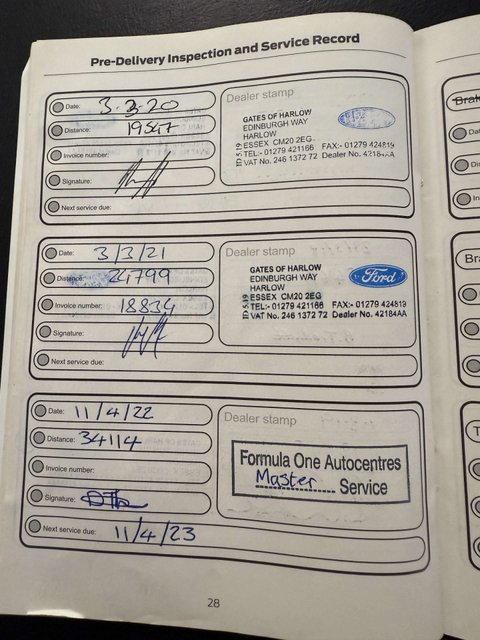 Pre-Delivery Inspection and Service Record
Date: 3-3-20
Distance: 19547
Invoice number:
Signature:
Next service due:
Dealer stamp
GATES OF HARLOW
EDINBURGH WAY
HARLOW
ESSEX CM20 2EG
TEL:- 01279 421166 FAX:- 01279 424819
VAT No. 246 1372 72 Dealer No. 42184AA
Date: 3/3/21
Distance: 24799
Invoice number: 18834
Signature:
Next service due:
Dealer stamp
GATES OF HARLOW
EDINBURGH WAY
HARLOW
ESSEX CM20 2EG
TEL:- 01279 421166 FAX:- 01279 424819
VAT No. 246 1372 72 Dealer No. 42184AA
Ford
Date: 11/4/22
Distance: 34114
Invoice number:
Signature:
Next service due: 11/4/23
Dealer stamp
Formula One Autocentres
Master Service
28